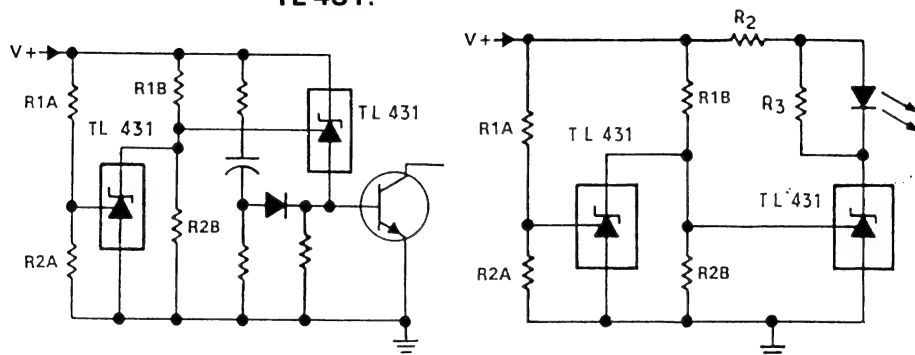 TL 431.
V+
R1A
R1B
TL 431
TL 431
R2A
R2B
V+
R2
R1A
R1B
R3
TL 431
TL 431
R2A
R2B